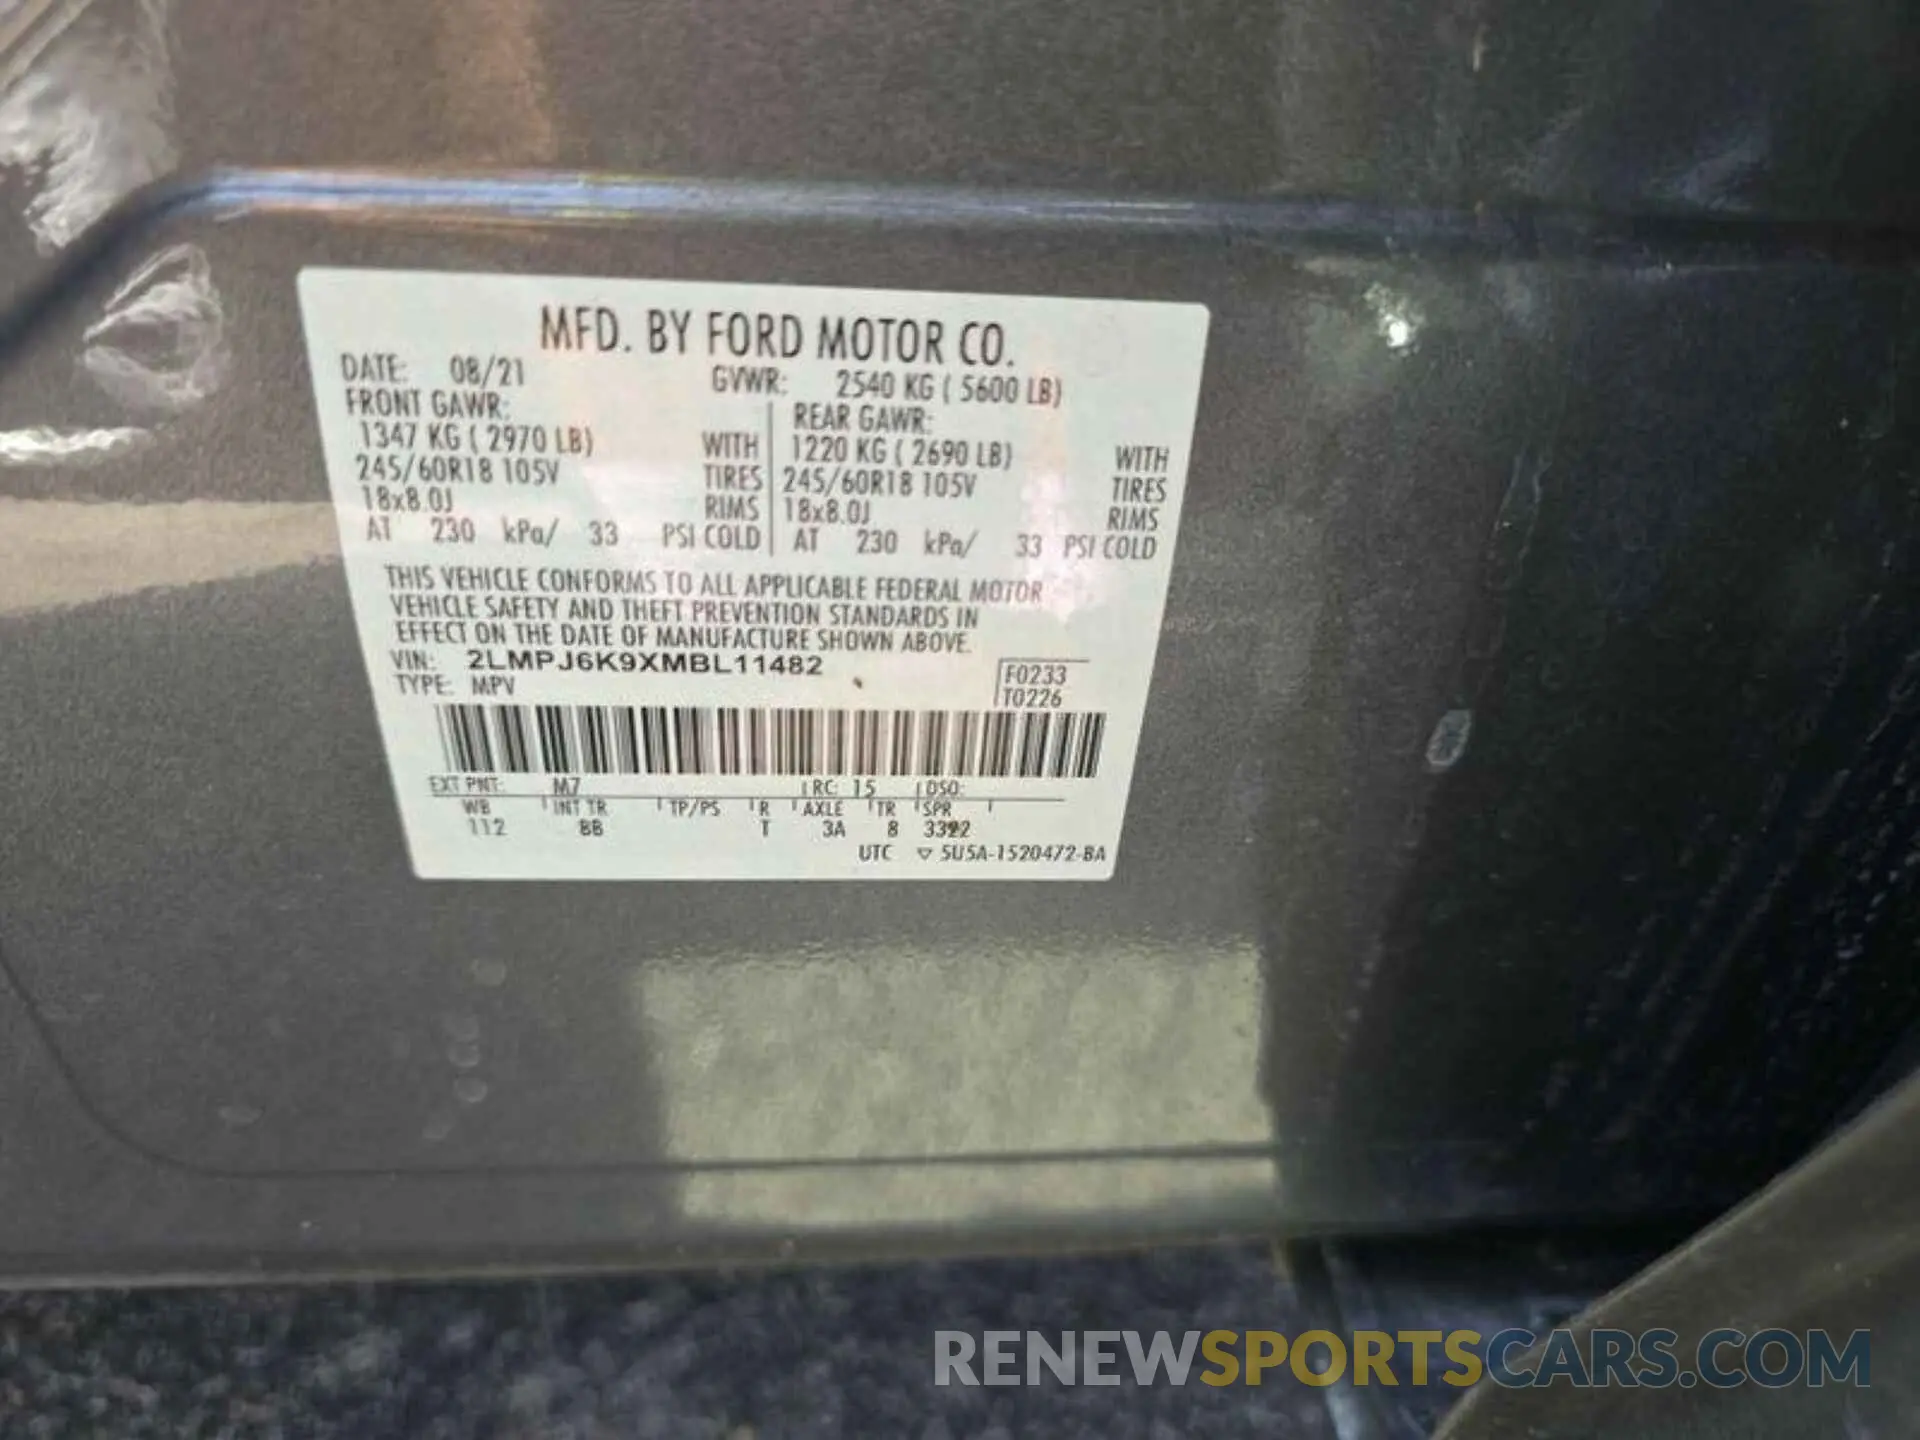 MFD. BY FORD MOTOR CO.
DATE: 08/21 GVWR: 2540 KG ( 5600 LB)
FRONT GAWR: REAR GAWR:
1347 KG ( 2970 LB) WITH 1220 KG ( 2690 LB) WITH
245/60R18 105V TIRES 245/60R18 105V TIRES
18x8.0J RIMS 18x8.0J RIMS
AT 230 kPa/ 33 PSI COLD AT 230 kPa/ 33 PSI COLD
THIS VEHICLE CONFORMS TO ALL APPLICABLE FEDERAL MOTOR
VEHICLE SAFETY AND THEFT PREVENTION STANDARDS IN
EFFECT ON THE DATE OF MANUFACTURE SHOWN ABOVE.
VIN: 2LMPJ6K9XMBL11482
TYPE: MPV
F0233
T0226
EXT PNT: M7 RC: 15 DSO:
WB INT TR TP/PS R AXLE TR SPR
112 8B T 3A 8
UTC ▽ 5U5A-1520472-BA
RENEWSPORTSCARS.COM